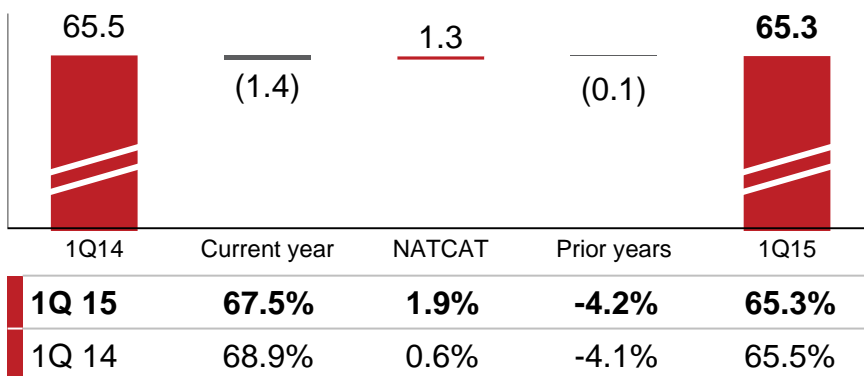 65.5 1.3 65.3
(1.4) (0.1)
1Q14 Current year NATCAT Prior years 1Q15
1Q 15 67.5% 1.9% -4.2% 65.3%
1Q 14 68.9% 0.6% -4.1% 65.5%